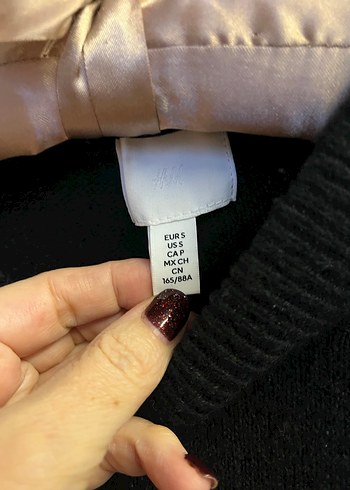 H&M
EUR S
US S
CA P
MX CH
CN
165/88A